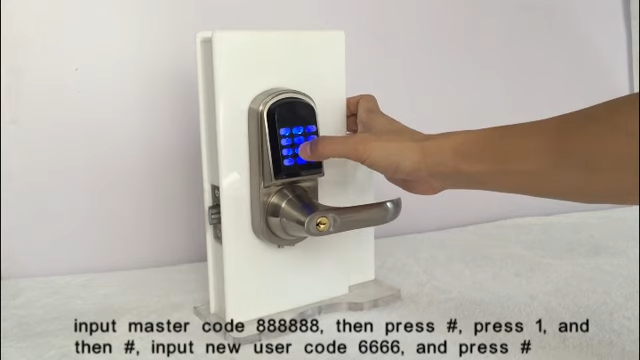 input master code 888888, then press #, press 1, and
then #, input new user code 6666, and press #